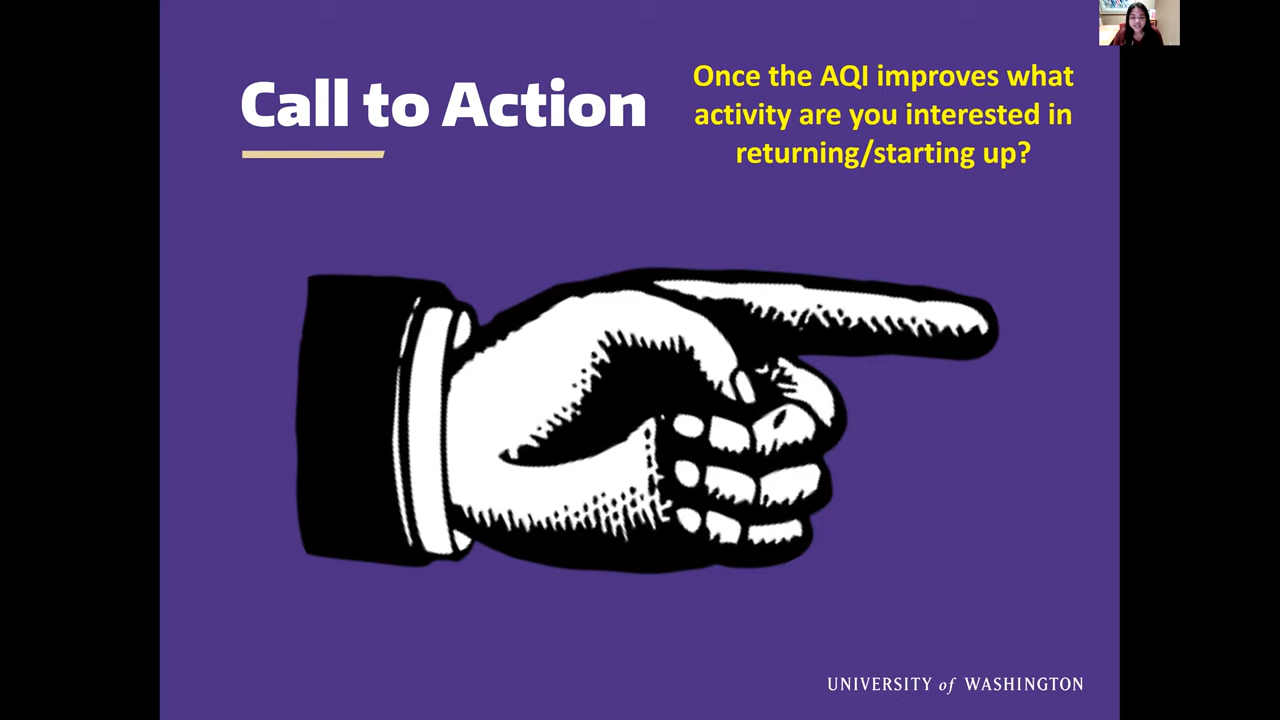 Call to Action
Once the AQI improves what
activity are you interested in
returning/starting up?
UNIVERSITY of WASHINGTON